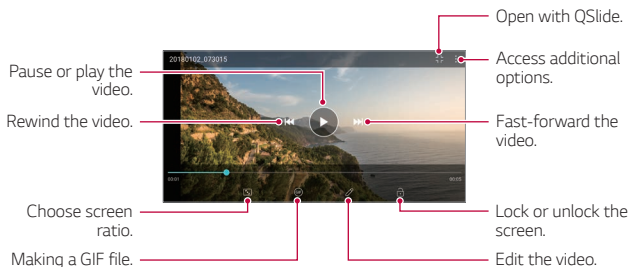 Open with QSlide.
20180102_073015
Access additional
options.
Pause or play the
video.
Rewind the video.
Fast-forward the
video.
00:01
00:05
GIF
Choose screen
ratio.
Lock or unlock the
screen.
Making a GIF file.
Edit the video.